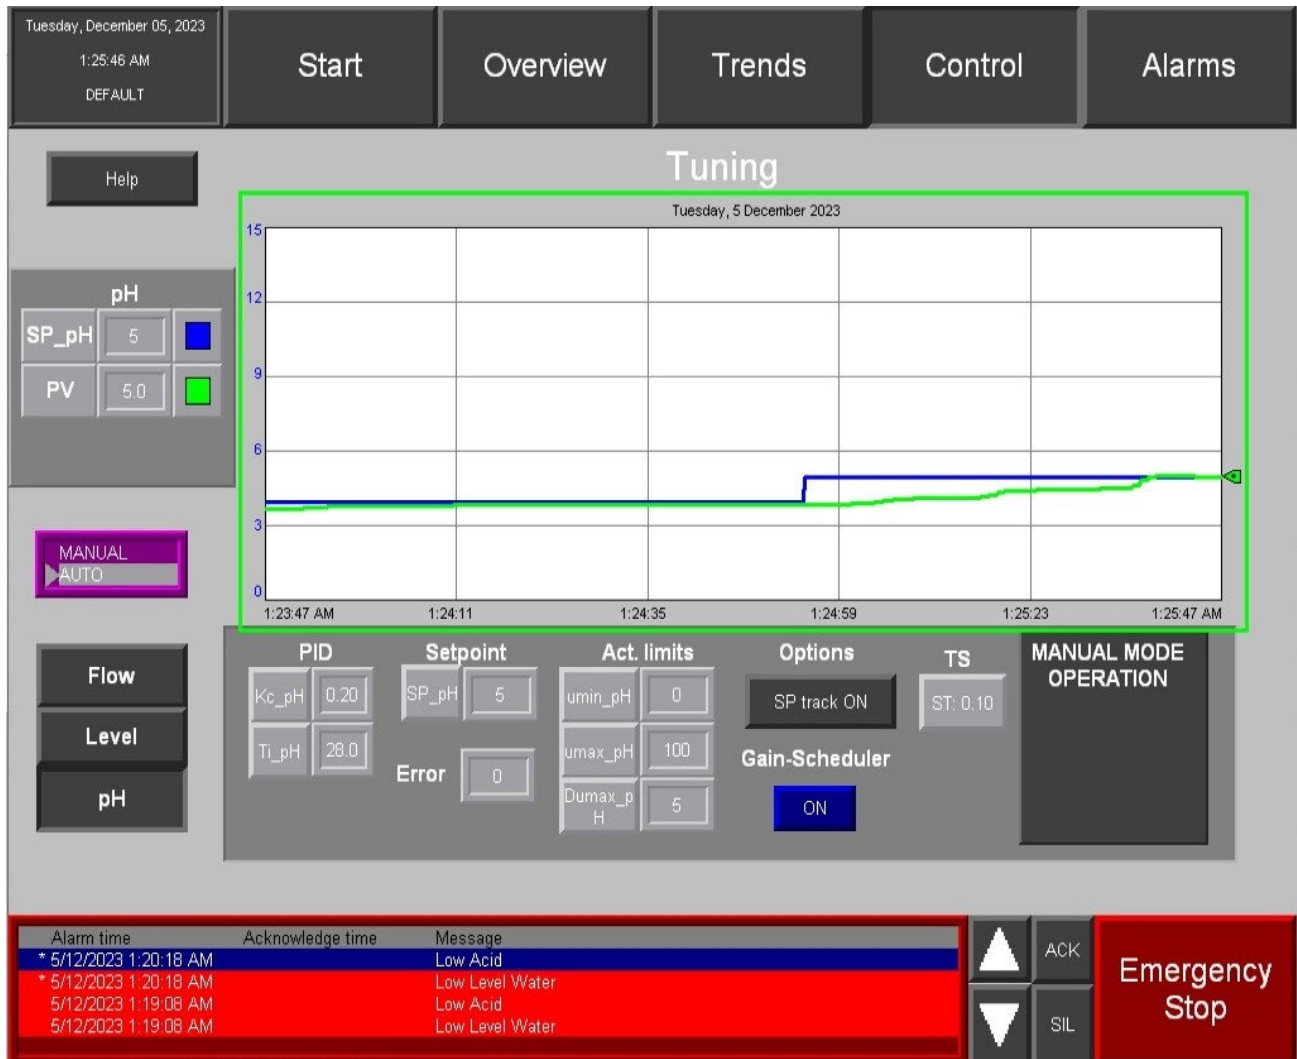 Tuesday, December 05, 2023
1:25:46 AM
DEFAULT
Start
Overview
Trends
Control
Alarms
Help
Tuning
Tuesday, 5 December 2023
15
12
9
6
3
0
1:23:47 AM
1:24:11
1:24:35
1:24:59
1:25:23
1:25:47 AM
pH
SP_pH 5
PV 5.0
MANUAL
AUTO
Flow
Level
pH
PID
Kc_pH 0.20
Ti_pH 28.0
Setpoint
SP_pH 5
Error 0
Act. limits
umin_pH 0
umax_pH 100
Dumax_p
H
5
Options
SP track ON
Gain-Scheduler
ON
TS
ST: 0.10
MANUAL MODE
OPERATION
Alarm time Acknowledge time Message
* 5/12/2023 1:20:18 AM Low Acid
* 5/12/2023 1:20:18 AM Low Level Water
5/12/2023 1:19:08 AM Low Acid
5/12/2023 1:19:08 AM Low Level Water
ACK
SIL
Emergency
Stop